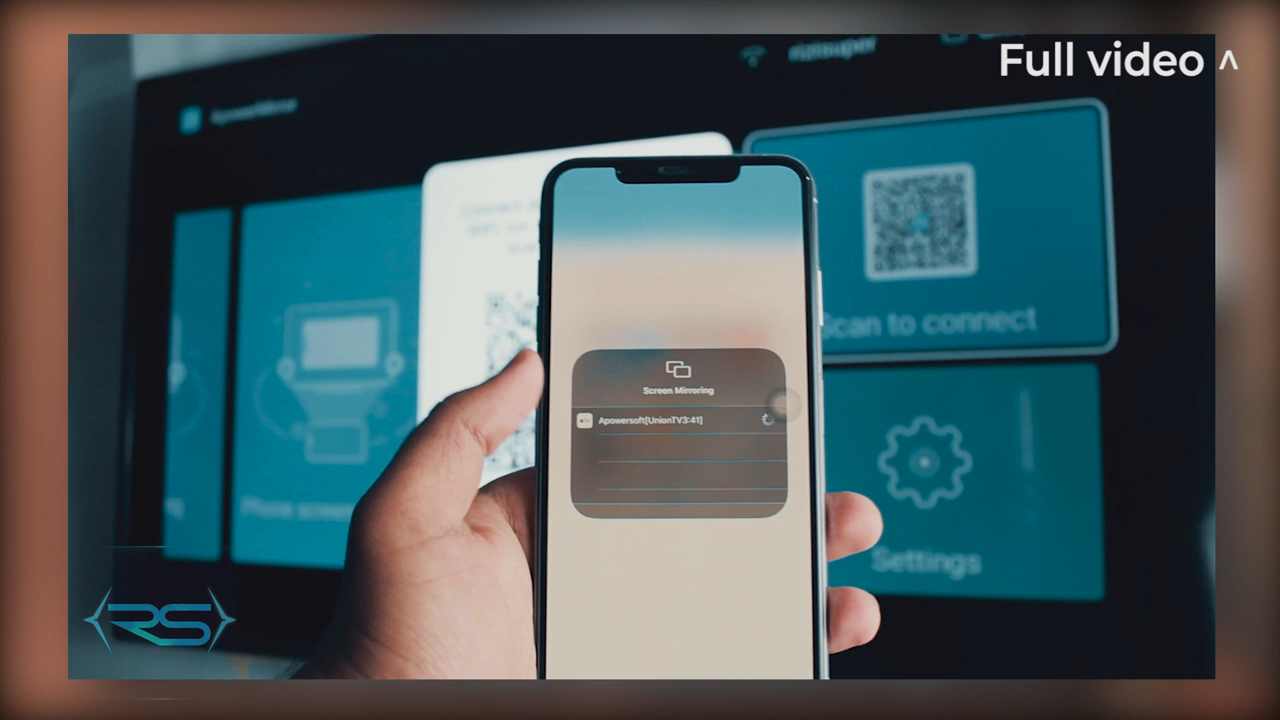 Full video ^
ApowerMirror
Scan to connect
Screen Mirroring
Apowersoft[UnionTV3:41]
Settings
RS